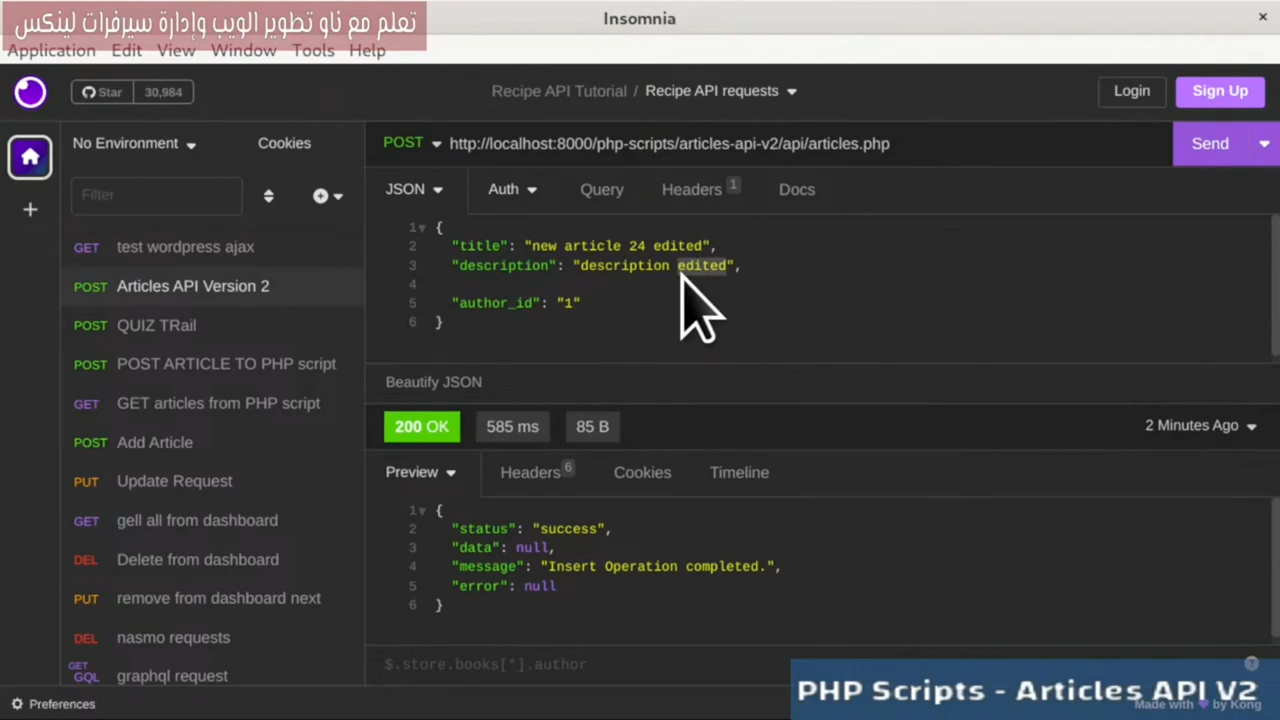 Insomnia
×
تعلم مع ناو تطوير الويب وإدارة سيرفرات لينكس
Application Edit View Window Tools Help
Star 30,984
Recipe API Tutorial / Recipe API requests
Login
Sign Up
No Environment
Cookies
POST http://localhost:8000/php-scripts/articles-api-v2/api/articles.php
Send
Filter
JSON Auth Query Headers 1 Docs
GET test wordpress ajax
POST Articles API Version 2
POST QUIZ TRail
POST POST ARTICLE TO PHP script
GET GET articles from PHP script
POST Add Article
PUT Update Request
GET gell all from dashboard
DEL Delete from dashboard
PUT remove from dashboard next
DEL nasmo requests
GET
GQL graphql request
1 {
2 "title": "new article 24 edited",
3 "description": "description edited",
4
5 "author_id": "1"
6 }
Beautify JSON
200 OK 585 ms 85 B
2 Minutes Ago
Preview Headers 6 Cookies Timeline
1 {
2 "status": "success",
3 "data": null,
4 "message": "Insert Operation completed.",
5 "error": null
6 }
$.store.books[*].author
?
Preferences
PHP Scripts - Articles API V2
Made with by Kong